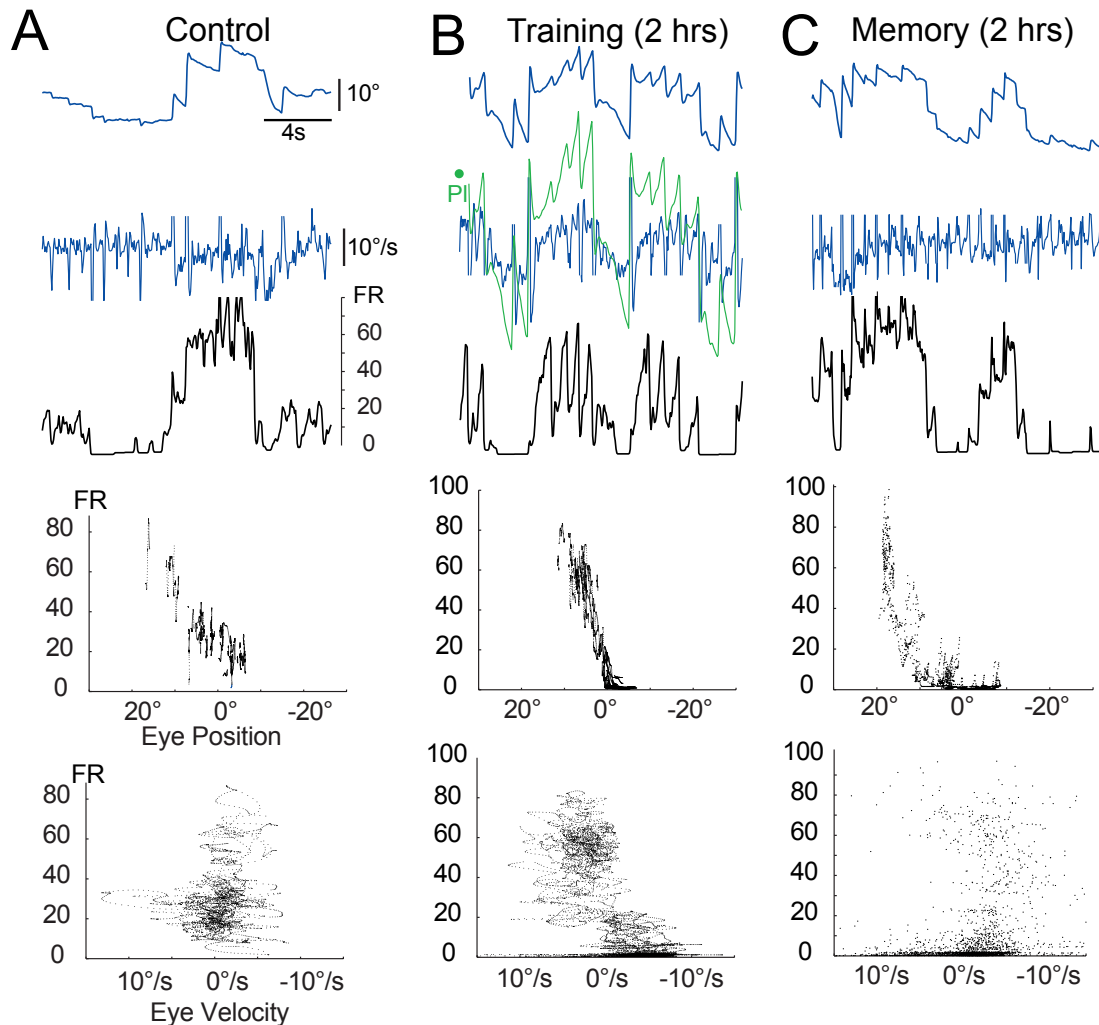 A Control
B Training (2 hrs)
C Memory (2 hrs)
10°
4s
PI
10°/s
FR
60
40
20
0
FR
80
60
40
20
0
20° 0° -20°
Eye Position
100
80
60
40
20
0
20° 0° -20°
100
80
60
40
20
0
20° 0° -20°
FR
80
60
40
20
0
10°/s 0°/s -10°/s
Eye Velocity
100
80
60
40
20
0
10°/s 0°/s -10°/s
100
80
60
40
20
0
10°/s 0°/s -10°/s